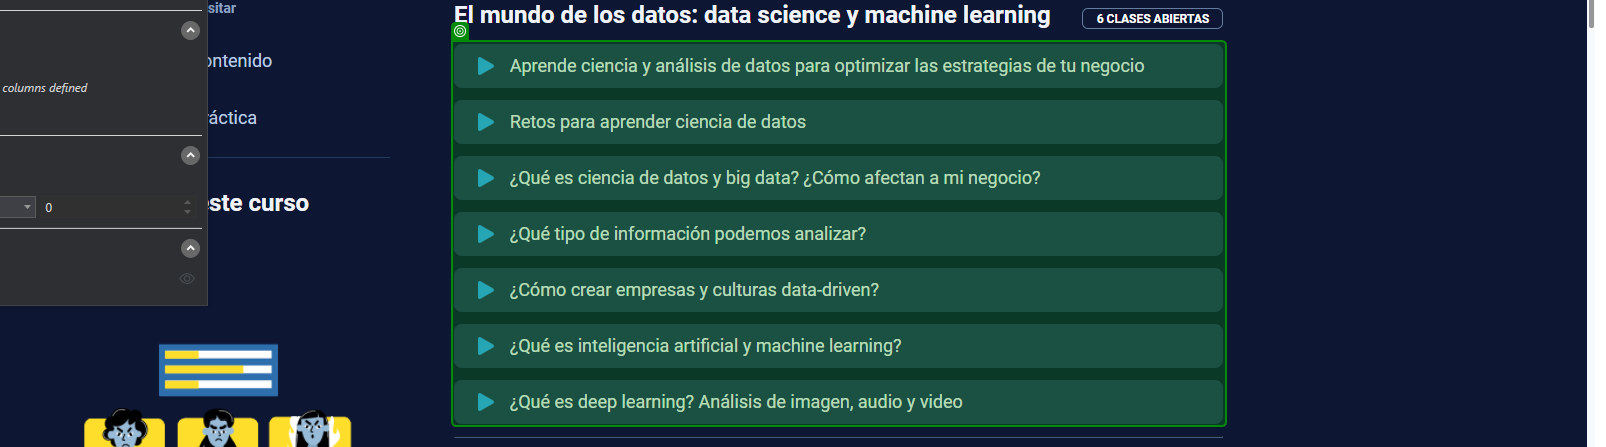 sitar
ontenido
columns defined
ráctica
0
este curso
El mundo de los datos: data science y machine learning
6 CLASES ABIERTAS
Aprende ciencia y análisis de datos para optimizar las estrategias de tu negocio
Retos para aprender ciencia de datos
¿Qué es ciencia de datos y big data? ¿Cómo afectan a mi negocio?
¿Qué tipo de información podemos analizar?
¿Cómo crear empresas y culturas data-driven?
¿Qué es inteligencia artificial y machine learning?
¿Qué es deep learning? Análisis de imagen, audio y video